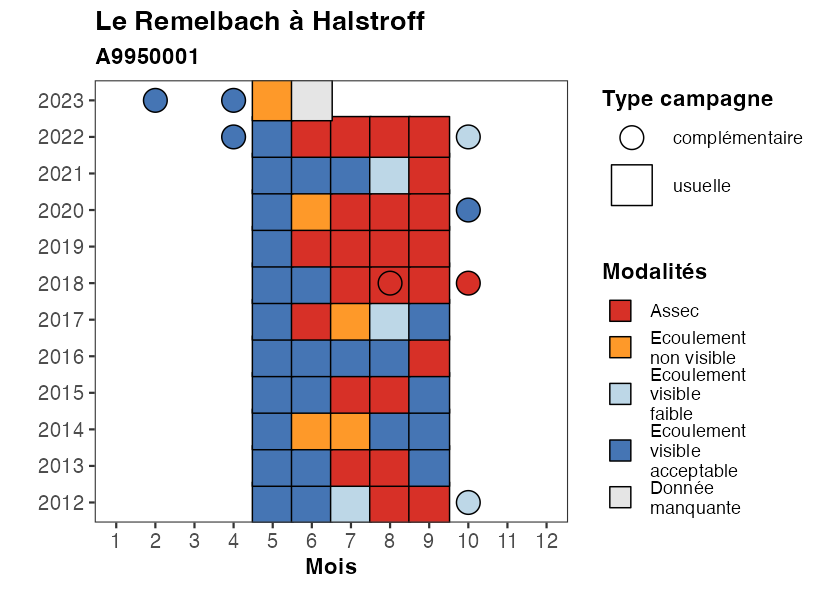 Le Remelbach à Halstroff
A9950001
2023
2022
2021
2020
2019
2018
2017
2016
2015
2014
2013
2012
1 2 3 4 5 6 7 8 9 10 11 12
Mois
Type campagne
complémentaire
usuelle
Modalités
Assec
Ecoulement
non visible
Ecoulement
visible
faible
Ecoulement
visible
acceptable
Donnée
manquante